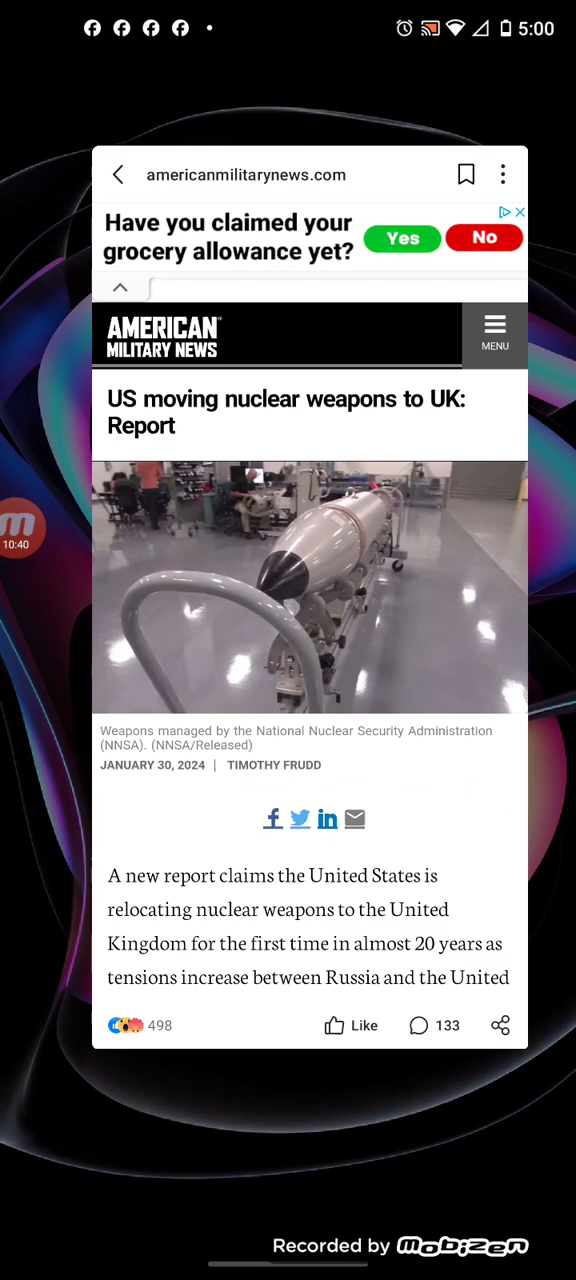 5:00
americanmilitarynews.com
Have you claimed your
grocery allowance yet?
Yes
No
AMERICAN
MILITARY NEWS
MENU
US moving nuclear weapons to UK:
Report
10:40
Weapons managed by the National Nuclear Security Administration
(NNSA). (NNSA/Released)
JANUARY 30, 2024 | TIMOTHY FRUDD
A new report claims the United States is
relocating nuclear weapons to the United
Kingdom for the first time in almost 20 years as
tensions increase between Russia and the United
498
Like
133
Recorded by mobizen